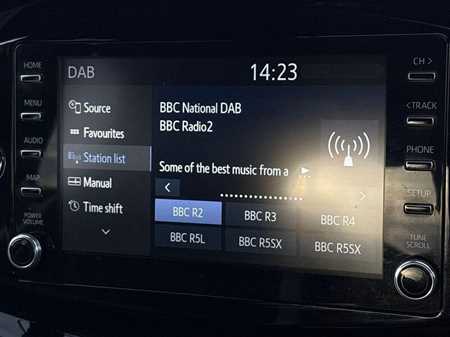 DAB 14:23
HOME
MENU
AUDIO
MAP
POWER
VOLUME
Source
Favourites
Station list
Manual
Time shift
BBC National DAB
BBC Radio2
Some of the best music from a
BBC R2 BBC R3 BBC R4
BBC R5L BBC R5SX BBC R5SX
CH >
<TRACK
PHONE
SETUP
TUNE
SCROLL